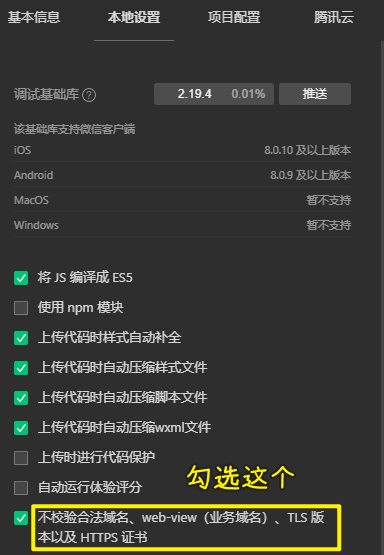 基本信息 本地设置 项目配置 腾讯云
调试基础库 ? 2.19.4 0.01% 推送
该基础库支持微信客户端
iOS 8.0.10 及以上版本
Android 8.0.9 及以上版本
MacOS 暂不支持
Windows 暂不支持
将 JS 编译成 ES5
使用 npm 模块
上传代码时样式自动补全
上传代码时自动压缩样式文件
上传代码时自动压缩脚本文件
上传代码时自动压缩wxml文件
上传时进行代码保护
勾选这个
自动运行体验评分
不校验合法域名、web-view（业务域名）、TLS 版
本以及 HTTPS 证书